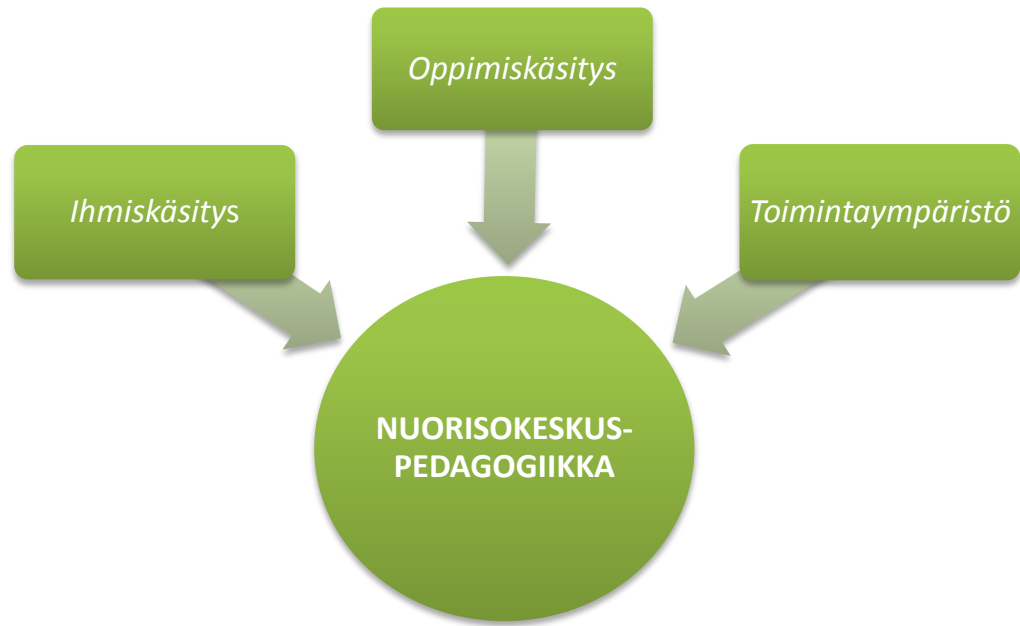 Oppimiskäsitys
Ihmiskäsitys
Toimintaympäristö
NUORISOKESKUS-
PEDAGOGIIKKA